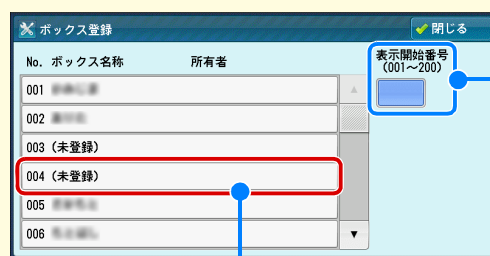 ボックス登録
閉じる
No. ボックス名称 所有者
表示開始番号
(001～200)
001
002
003 (未登録)
004 (未登録)
005
006